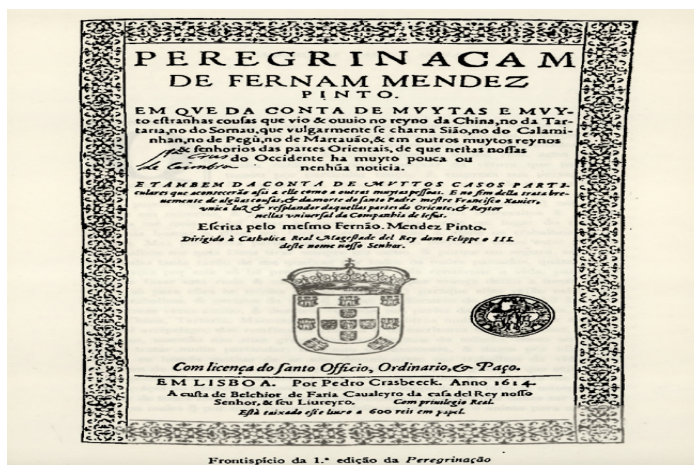 PEREGRINACAM
DE FERNAM MENDEZ
PINTO.
EM QVE DA CONTA DE MVYTAS E MVY-
to estranhas cousas que vio & ouuio no reyno da China, no da Tar-
taria, no do Sornau, que vulgarmente se chama Sião, no do Calami-
nhan, no de Pegù, no de Martauão, & em outros muytos reynos
& senhorios das partes Orientais, de que nestas nossas
do Occidente ha muyto pouca ou
nenhũa noticia.
de Coimbra
E TAMBEM DA CONTA DE MVYTOS CASOS PARTI-
culares que acontecerão assi a elle como a outros muytas pessoas. E no fim della trata bre-
uemente de algũas cousas, & da morte do santo Padre mestre Francisco Xauier,
vnica luz & resplandor daquellas partes do Oriente, & Reytor
nellas vniuersal da Companhia de Iesus.
Escrita pelo mesmo Fernão Mendez Pinto.
Dirigido à Catholica Real Magestade del Rey dom Felippe o III.
deste nome nosso Senhor.
Com licença do santo Officio, Ordinario, & Paço.
EM LISBOA. Por Pedro Crasbeeck. Anno 1614.
A custa de Belchior de Faria Caualeyro da casa del Rey nosso
Senhor, & seu Liureyro. Com priuilegio Real.
Està taixado este liuro a 600 reis em papel.
Frontispício da 1.ª edição da Peregrinação